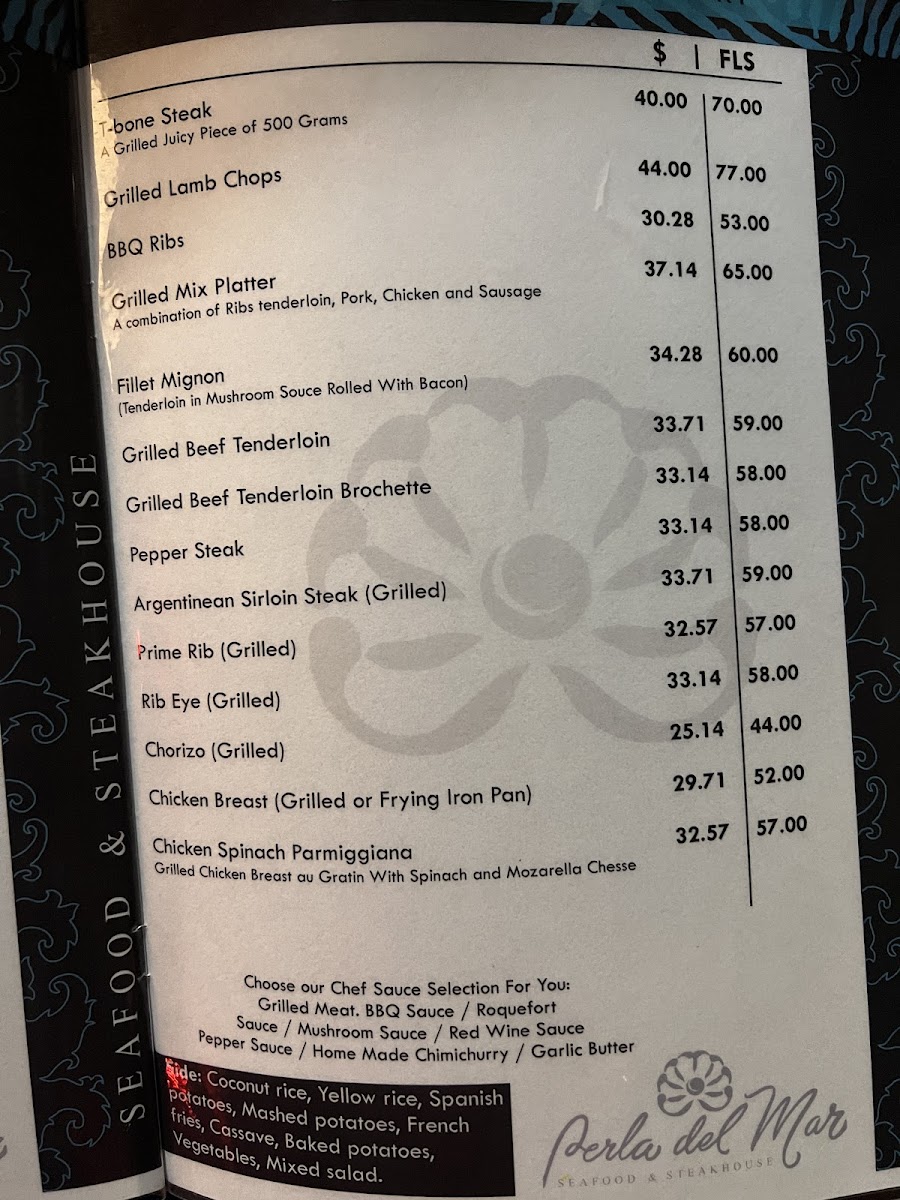 $ | FLS
T-bone Steak 40.00 70.00
A Grilled Juicy Piece of 500 Grams
Grilled Lamb Chops 44.00 77.00
BBQ Ribs 30.28 53.00
Grilled Mix Platter 37.14 65.00
A combination of Ribs tenderloin, Pork, Chicken and Sausage
Fillet Mignon 34.28 60.00
(Tenderloin in Mushroom Souce Rolled With Bacon)
Grilled Beef Tenderloin 33.71 59.00
Grilled Beef Tenderloin Brochette 33.14 58.00
Pepper Steak 33.14 58.00
Argentinean Sirloin Steak (Grilled) 33.71 59.00
Prime Rib (Grilled) 32.57 57.00
Rib Eye (Grilled) 33.14 58.00
Chorizo (Grilled) 25.14 44.00
Chicken Breast (Grilled or Frying Iron Pan) 29.71 52.00
Chicken Spinach Parmiggiana 32.57 57.00
Grilled Chicken Breast au Gratin With Spinach and Mozarella Chesse
Choose our Chef Sauce Selection For You:
Grilled Meat. BBQ Sauce / Roquefort
Sauce / Mushroom Sauce / Red Wine Sauce
Pepper Sauce / Home Made Chimichurry / Garlic Butter
Side: Coconut rice, Yellow rice, Spanish
potatoes, Mashed potatoes, French
fries, Cassave, Baked potatoes,
Vegetables, Mixed salad.
Perla del Mar
SEAFOOD & STEAKHOUSE
SEAFOOD & STEAKHOUSE